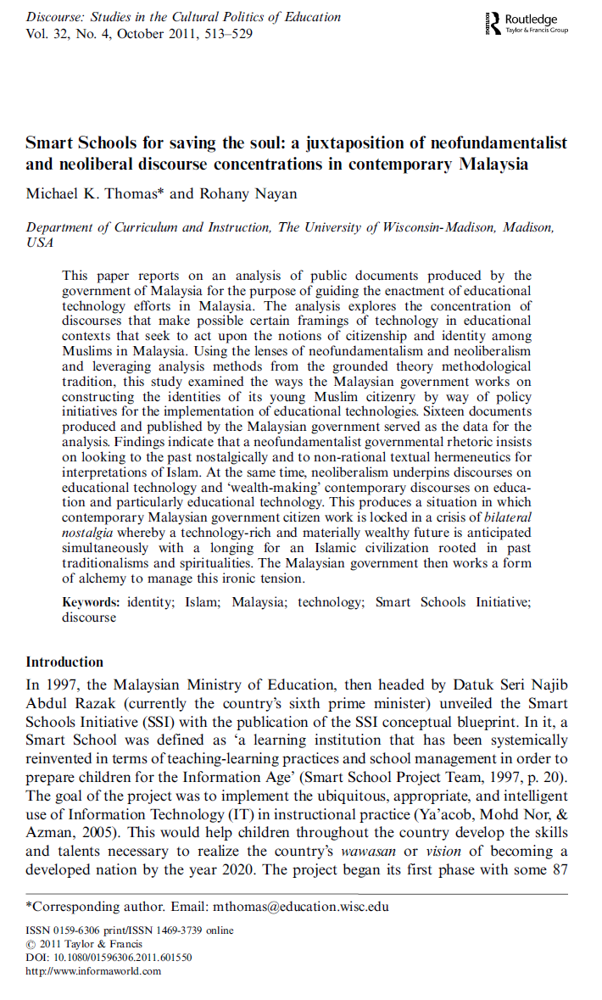 Discourse: Studies in the Cultural Politics of Education
Vol. 32, No. 4, October 2011, 513–529
Routledge
Taylor & Francis Group
Smart Schools for saving the soul: a juxtaposition of neofundamentalist
and neoliberal discourse concentrations in contemporary Malaysia
Michael K. Thomas* and Rohany Nayan
Department of Curriculum and Instruction, The University of Wisconsin-Madison, Madison,
USA
This paper reports on an analysis of public documents produced by the
government of Malaysia for the purpose of guiding the enactment of educational
technology efforts in Malaysia. The analysis explores the concentration of
discourses that make possible certain framings of technology in educational
contexts that seek to act upon the notions of citizenship and identity among
Muslims in Malaysia. Using the lenses of neofundamentalism and neoliberalism
and leveraging analysis methods from the grounded theory methodological
tradition, this study examined the ways the Malaysian government works on
constructing the identities of its young Muslim citizenry by way of policy
initiatives for the implementation of educational technologies. Sixteen documents
produced and published by the Malaysian government served as the data for the
analysis. Findings indicate that a neofundamentalist governmental rhetoric insists
on looking to the past nostalgically and to non-rational textual hermeneutics for
interpretations of Islam. At the same time, neoliberalism underpins discourses on
educational technology and ‘wealth-making’ contemporary discourses on educa-
tion and particularly educational technology. This produces a situation in which
contemporary Malaysian government citizen work is locked in a crisis of bilateral
nostalgia whereby a technology-rich and materially wealthy future is anticipated
simultaneously with a longing for an Islamic civilization rooted in past
traditionalisms and spiritualities. The Malaysian government then works a form
of alchemy to manage this ironic tension.
Keywords: identity; Islam; Malaysia; technology; Smart Schools Initiative;
discourse
Introduction
In 1997, the Malaysian Ministry of Education, then headed by Datuk Seri Najib
Abdul Razak (currently the country’s sixth prime minister) unveiled the Smart
Schools Initiative (SSI) with the publication of the SSI conceptual blueprint. In it, a
Smart School was defined as ‘a learning institution that has been systemically
reinvented in terms of teaching-learning practices and school management in order to
prepare children for the Information Age’ (Smart School Project Team, 1997, p. 20).
The goal of the project was to implement the ubiquitous, appropriate, and intelligent
use of Information Technology (IT) in instructional practice (Ya’acob, Mohd Nor, &
Azman, 2005). This would help children throughout the country develop the skills
and talents necessary to realize the country’s wawasan or vision of becoming a
developed nation by the year 2020. The project began its first phase with some 87
*Corresponding author. Email: mthomas@education.wisc.edu
ISSN 0159-6306 print/ISSN 1469-3739 online
© 2011 Taylor & Francis
DOI: 10.1080/01596306.2011.601550
http://www.informaworld.com